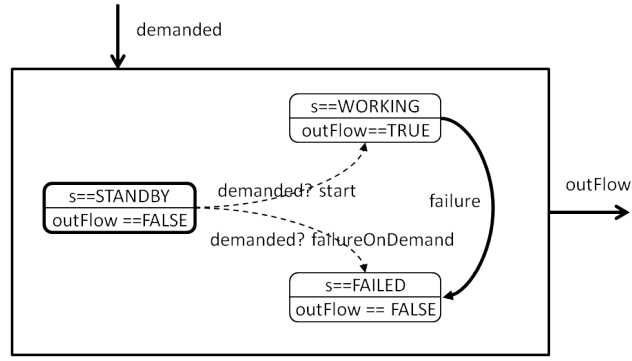 demanded
s==WORKING
outFlow==TRUE
s==STANDBY
outFlow ==FALSE
demanded? start
failure
outFlow
demanded? failureOnDemand
s==FAILED
outFlow == FALSE